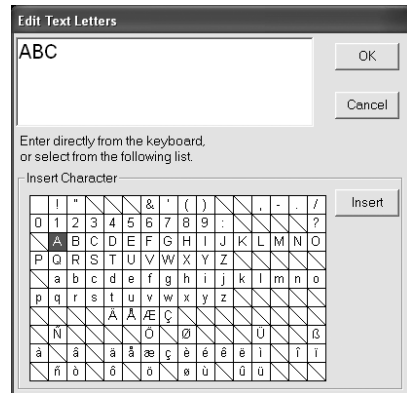 Edit Text Letters
ABC
OK
Cancel
Enter directly from the keyboard,
or select from the following list.
Insert Character
Insert
! " & ' ( ) , - . /
0 1 2 3 4 5 6 7 8 9 : ?
A B C D E F G H I J K L M N O
P Q R S T U V W X Y Z
a b c d e f g h i j k l m n o
p q r s t u v w x y z
Ä Å Æ Ç
Ñ Ö Ø Ü ß
à â ä å æ ç è é ê ë ì î ï
ñ ò ô ö ø ù û ü